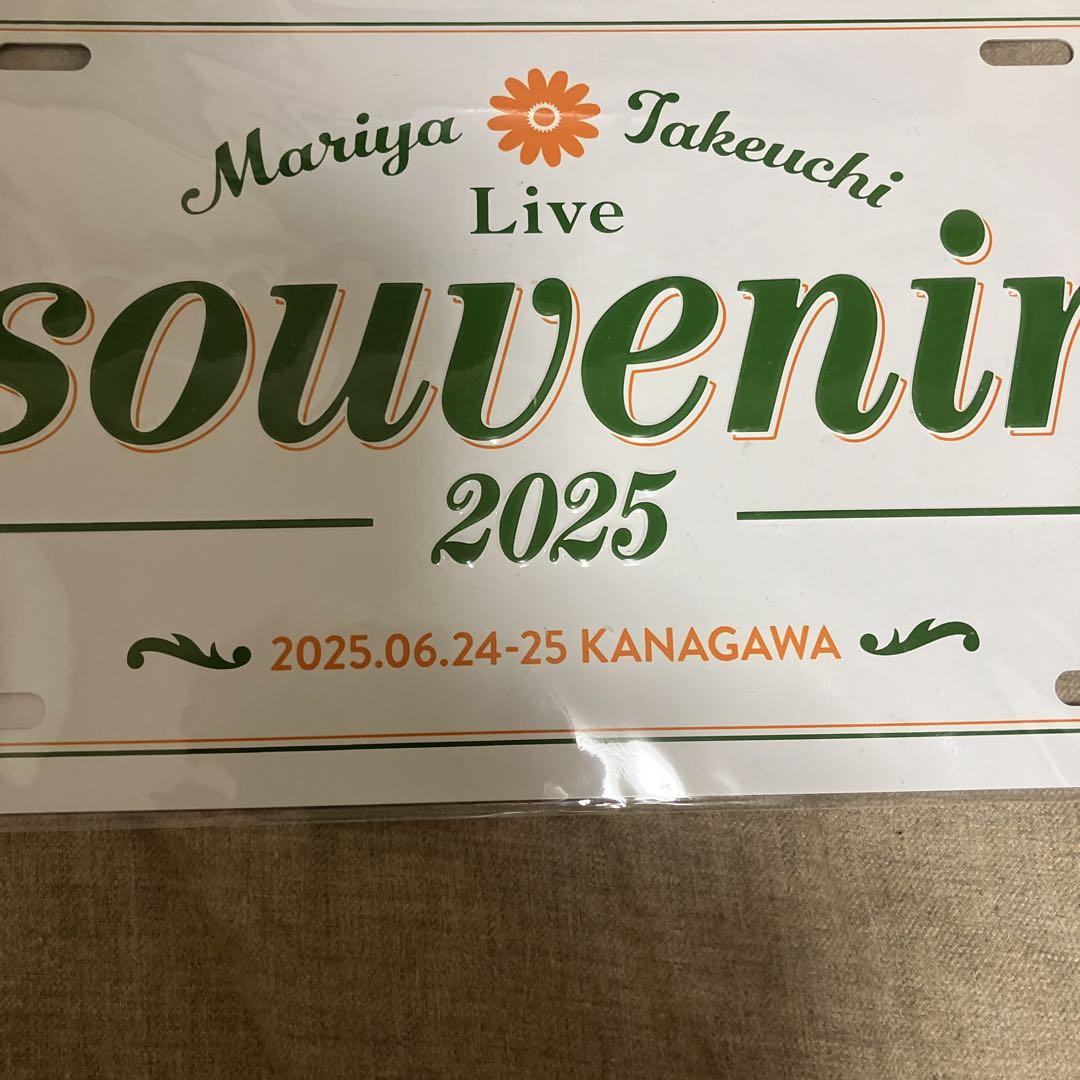 Mariya Takeuchi
Live
souvenir
2025
2025.06.24-25 KANAGAWA